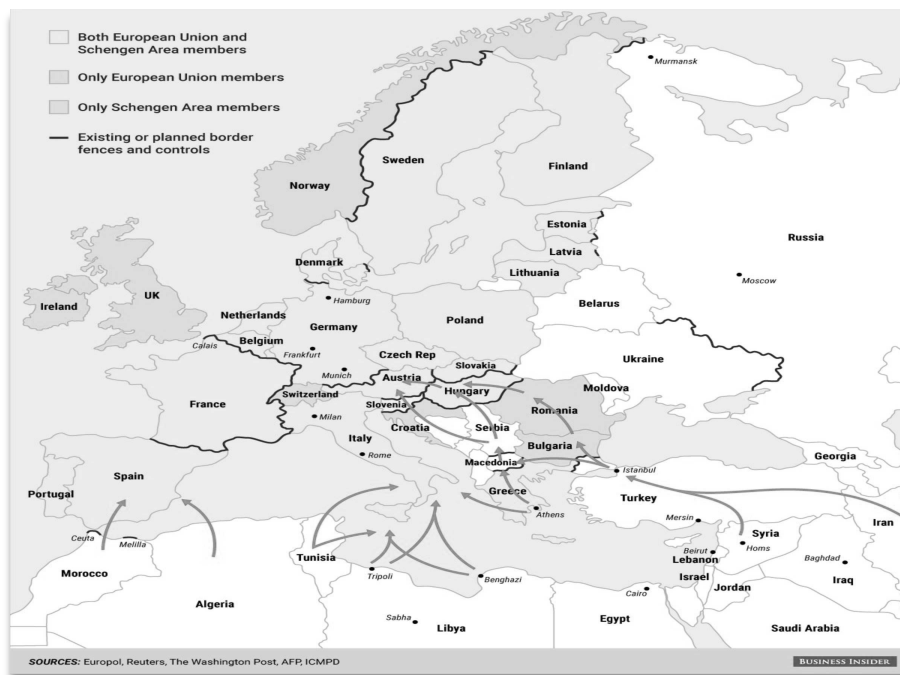 Both European Union and
Schengen Area members
Only European Union members
Only Schengen Area members
Existing or planned border
fences and controls
Murmansk
Sweden
Finland
Norway
Estonia
Russia
Latvia
Denmark
Lithuania
Moscow
Ireland
UK
Hamburg
Belarus
Netherlands
Germany
Poland
Calais
Belgium
Frankfurt
Czech Rep
Ukraine
Munich
Slovakia
Austria
Hungary
Moldova
France
Switzerland
Slovenia
Milan
Croatia
Romania
Serbia
Italy
Rome
Bulgaria
Macedonia
Istanbul
Georgia
Spain
Portugal
Greece
Turkey
Athens
Mersin
Iran
Ceuta
Melilla
Tunisia
Syria
Homs
Beirut
Lebanon
Baghdad
Morocco
Tripoli
Benghazi
Israel
Jordan
Iraq
Algeria
Cairo
Sabha
Libya
Egypt
Saudi Arabia
SOURCES: Europol, Reuters, The Washington Post, AFP, ICMPD
BUSINESS INSIDER